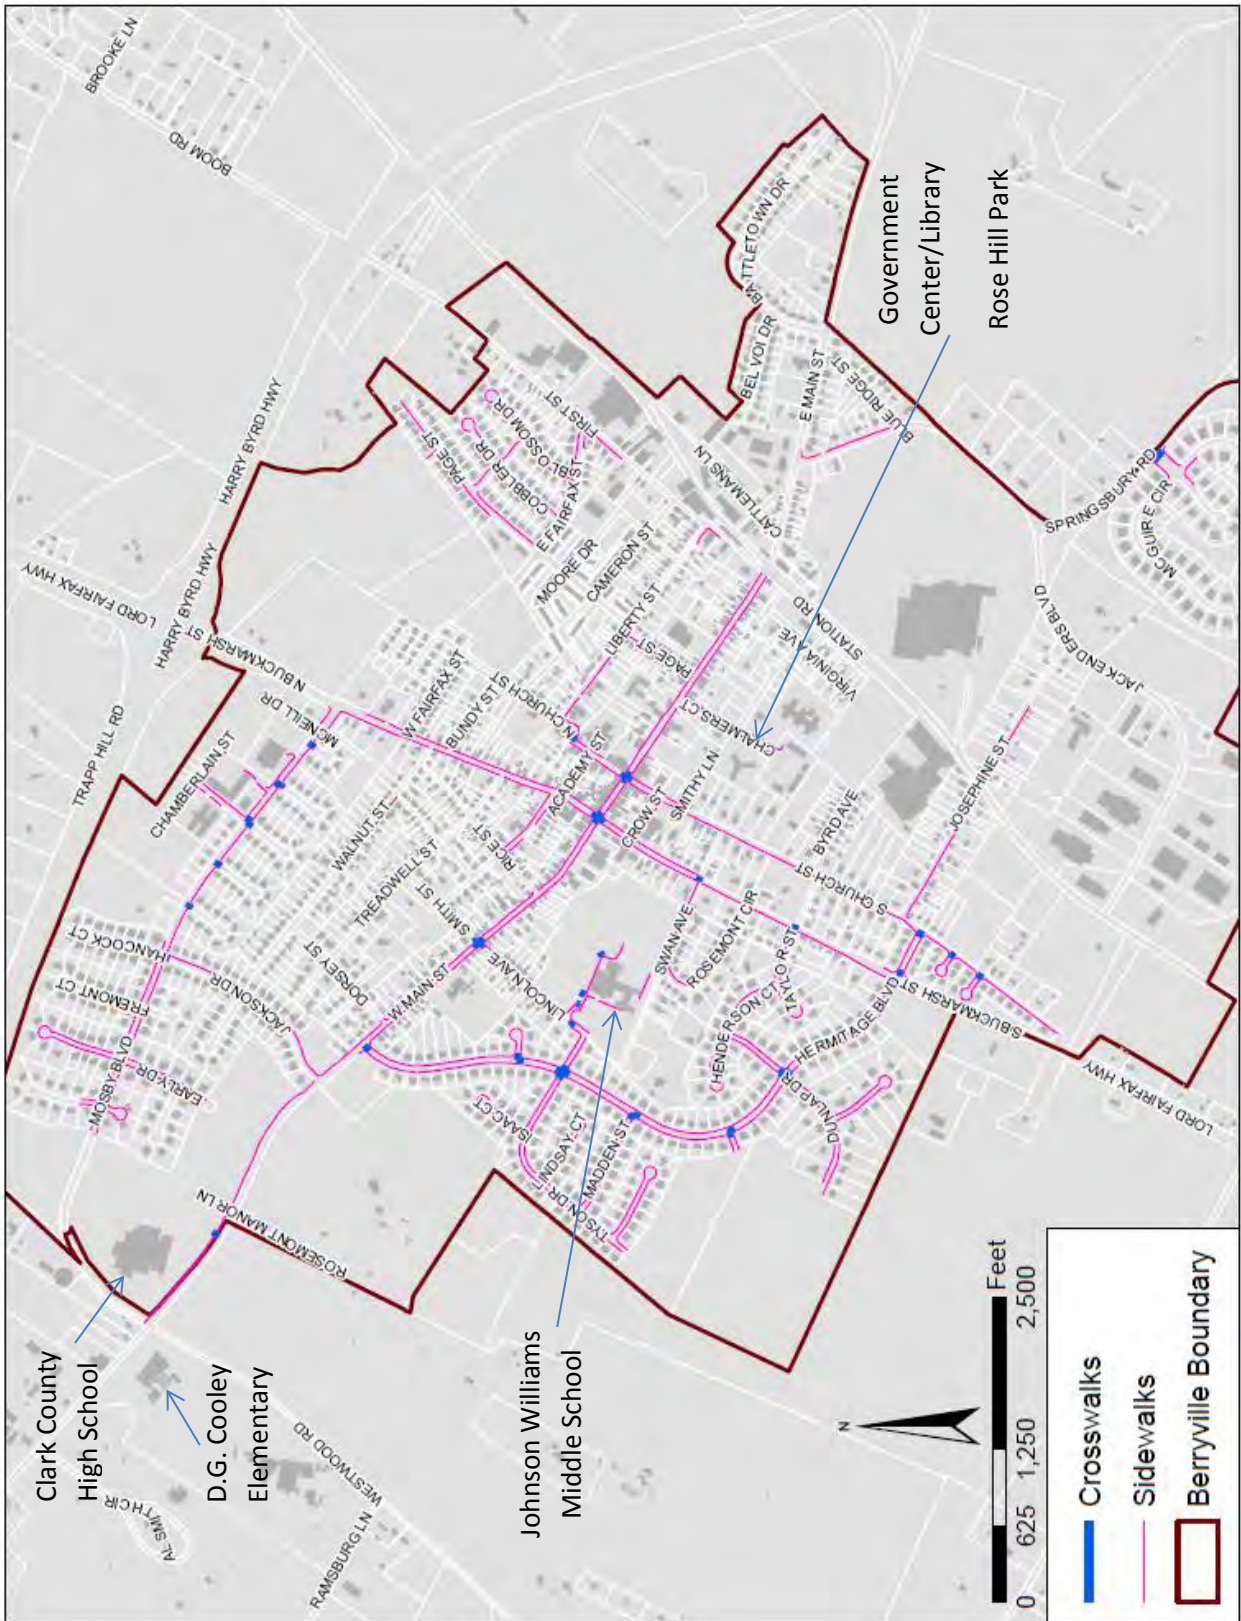 BROOKE LN
BOOM RD
HARRY BYRD HWY
HARRY BYRD HWY
LORD FAIRFAX HWY
TRAPP HILL RD
N BUCKMARSH ST
MCNEILL DR
CHAMBERLAIN ST
W FAIRFAX ST
BUNDY ST
N CHURCH ST
ACADEMY ST
WALNUT ST
TREADWELL ST
RICE ST
SMITH ST
DORSEY ST
W MAIN ST
HANCOCK CT
FREMONT CT
JACKSON DR
MOSBY BLVD
EARLY DR
ROSEMONT MANOR LN
PAGE ST
COBBLER DR
BLOSSOM DR
FIRST ST
E FAIRFAX ST
MOORE DR
CAMERON ST
LIBERTY ST
PAGE ST
CATTLEMANS LN
STATION RD
VIRGINIA AVE
CHALMERS CT
SMITHY LN
CROW ST
BYRD AVE
S CHURCH ST
JOSEPHINE ST
BATTLETOWN DR
BEL VOI DR
E MAIN ST
BLUE RIDGE ST
SPRINGSBURY RD
MCGUIRE CIR
JACK ENDERS BLVD
LINCOLN AVE
SWAN AVE
ROSEMONT CIR
TAYLOR ST
HENDERSON CT
HERMITAGE BLVD
S BUCKMARSH ST
LORD FAIRFAX HWY
DUNLAP DR
ISAAC CT
LINDSAY CT
MADDEN ST
TYSON DR
WESTWOOD RD
AL SMITH CIR
RAMSBURG LN
Clark County
High School
D.G. Cooley
Elementary
Johnson Williams
Middle School
Government
Center/Library
Rose Hill Park
N
0 625 1,250 2,500
Feet
Crosswalks
Sidewalks
Berryville Boundary